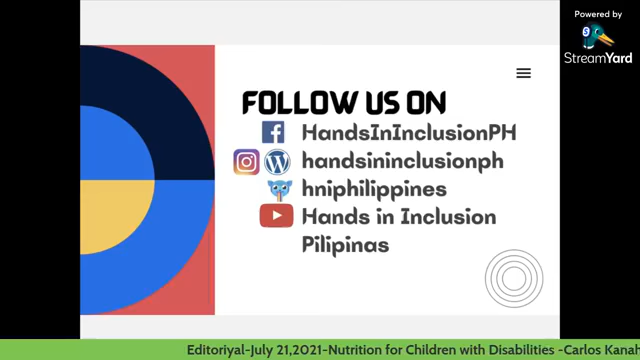 Powered by
StreamYard
FOLLOW US ON
HandsInInclusionPH
handsininclusionph
hniphilippines
Hands in Inclusion
Pilipinas
Editoriyal-July 21,2021-Nutrition for Children with Disabilities -Carlos Kanah